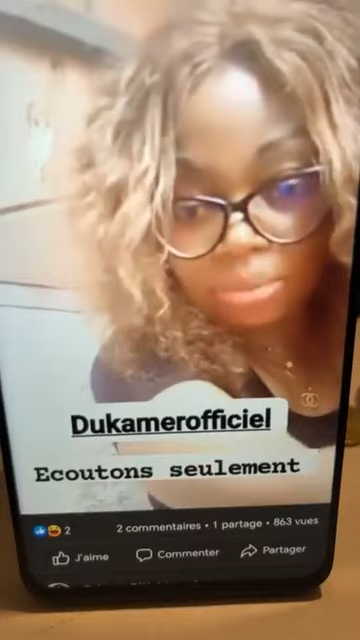 Dukamerofficiel
Ecoutons seulement
2
2 commentaires • 1 partage • 863 vues
J'aime
Commenter
Partager